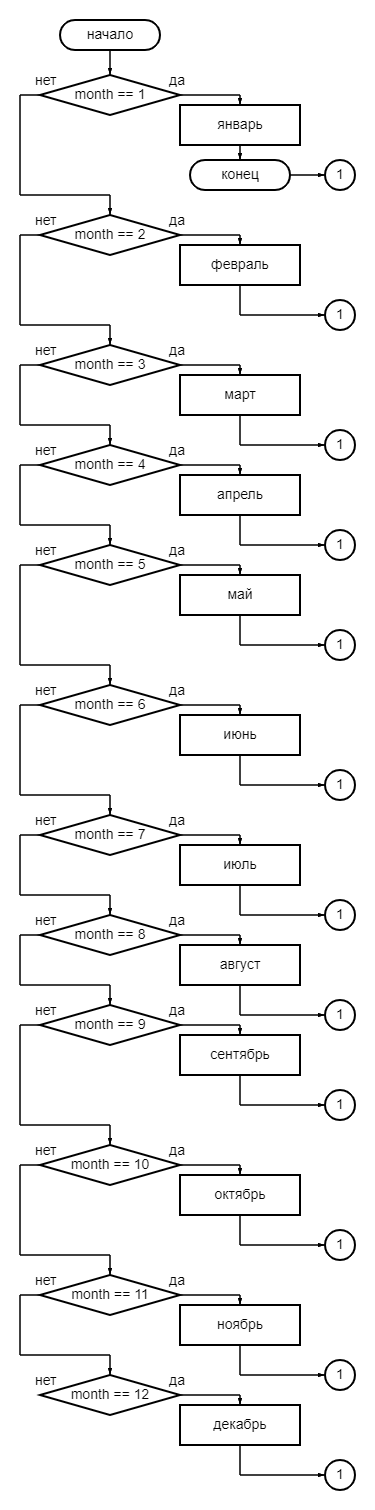 начало
нет
да
month == 1
январь
конец
1
нет
да
month == 2
февраль
1
нет
да
month == 3
март
1
нет
да
month == 4
апрель
1
нет
да
month == 5
май
1
нет
да
month == 6
июнь
1
нет
да
month == 7
июль
1
нет
да
month == 8
август
1
нет
да
month == 9
сентябрь
1
нет
да
month == 10
октябрь
1
нет
да
month == 11
ноябрь
1
нет
да
month == 12
декабрь
1